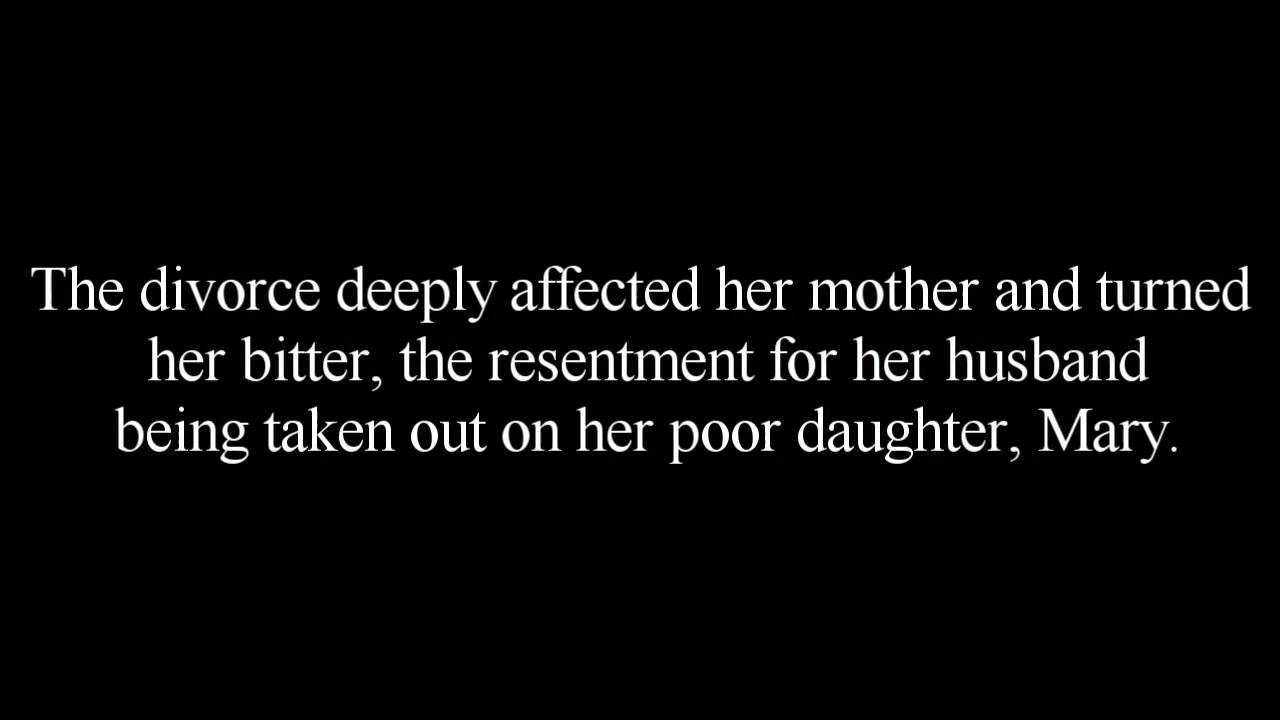 The divorce deeply affected her mother and turned
her bitter, the resentment for her husband
being taken out on her poor daughter, Mary.